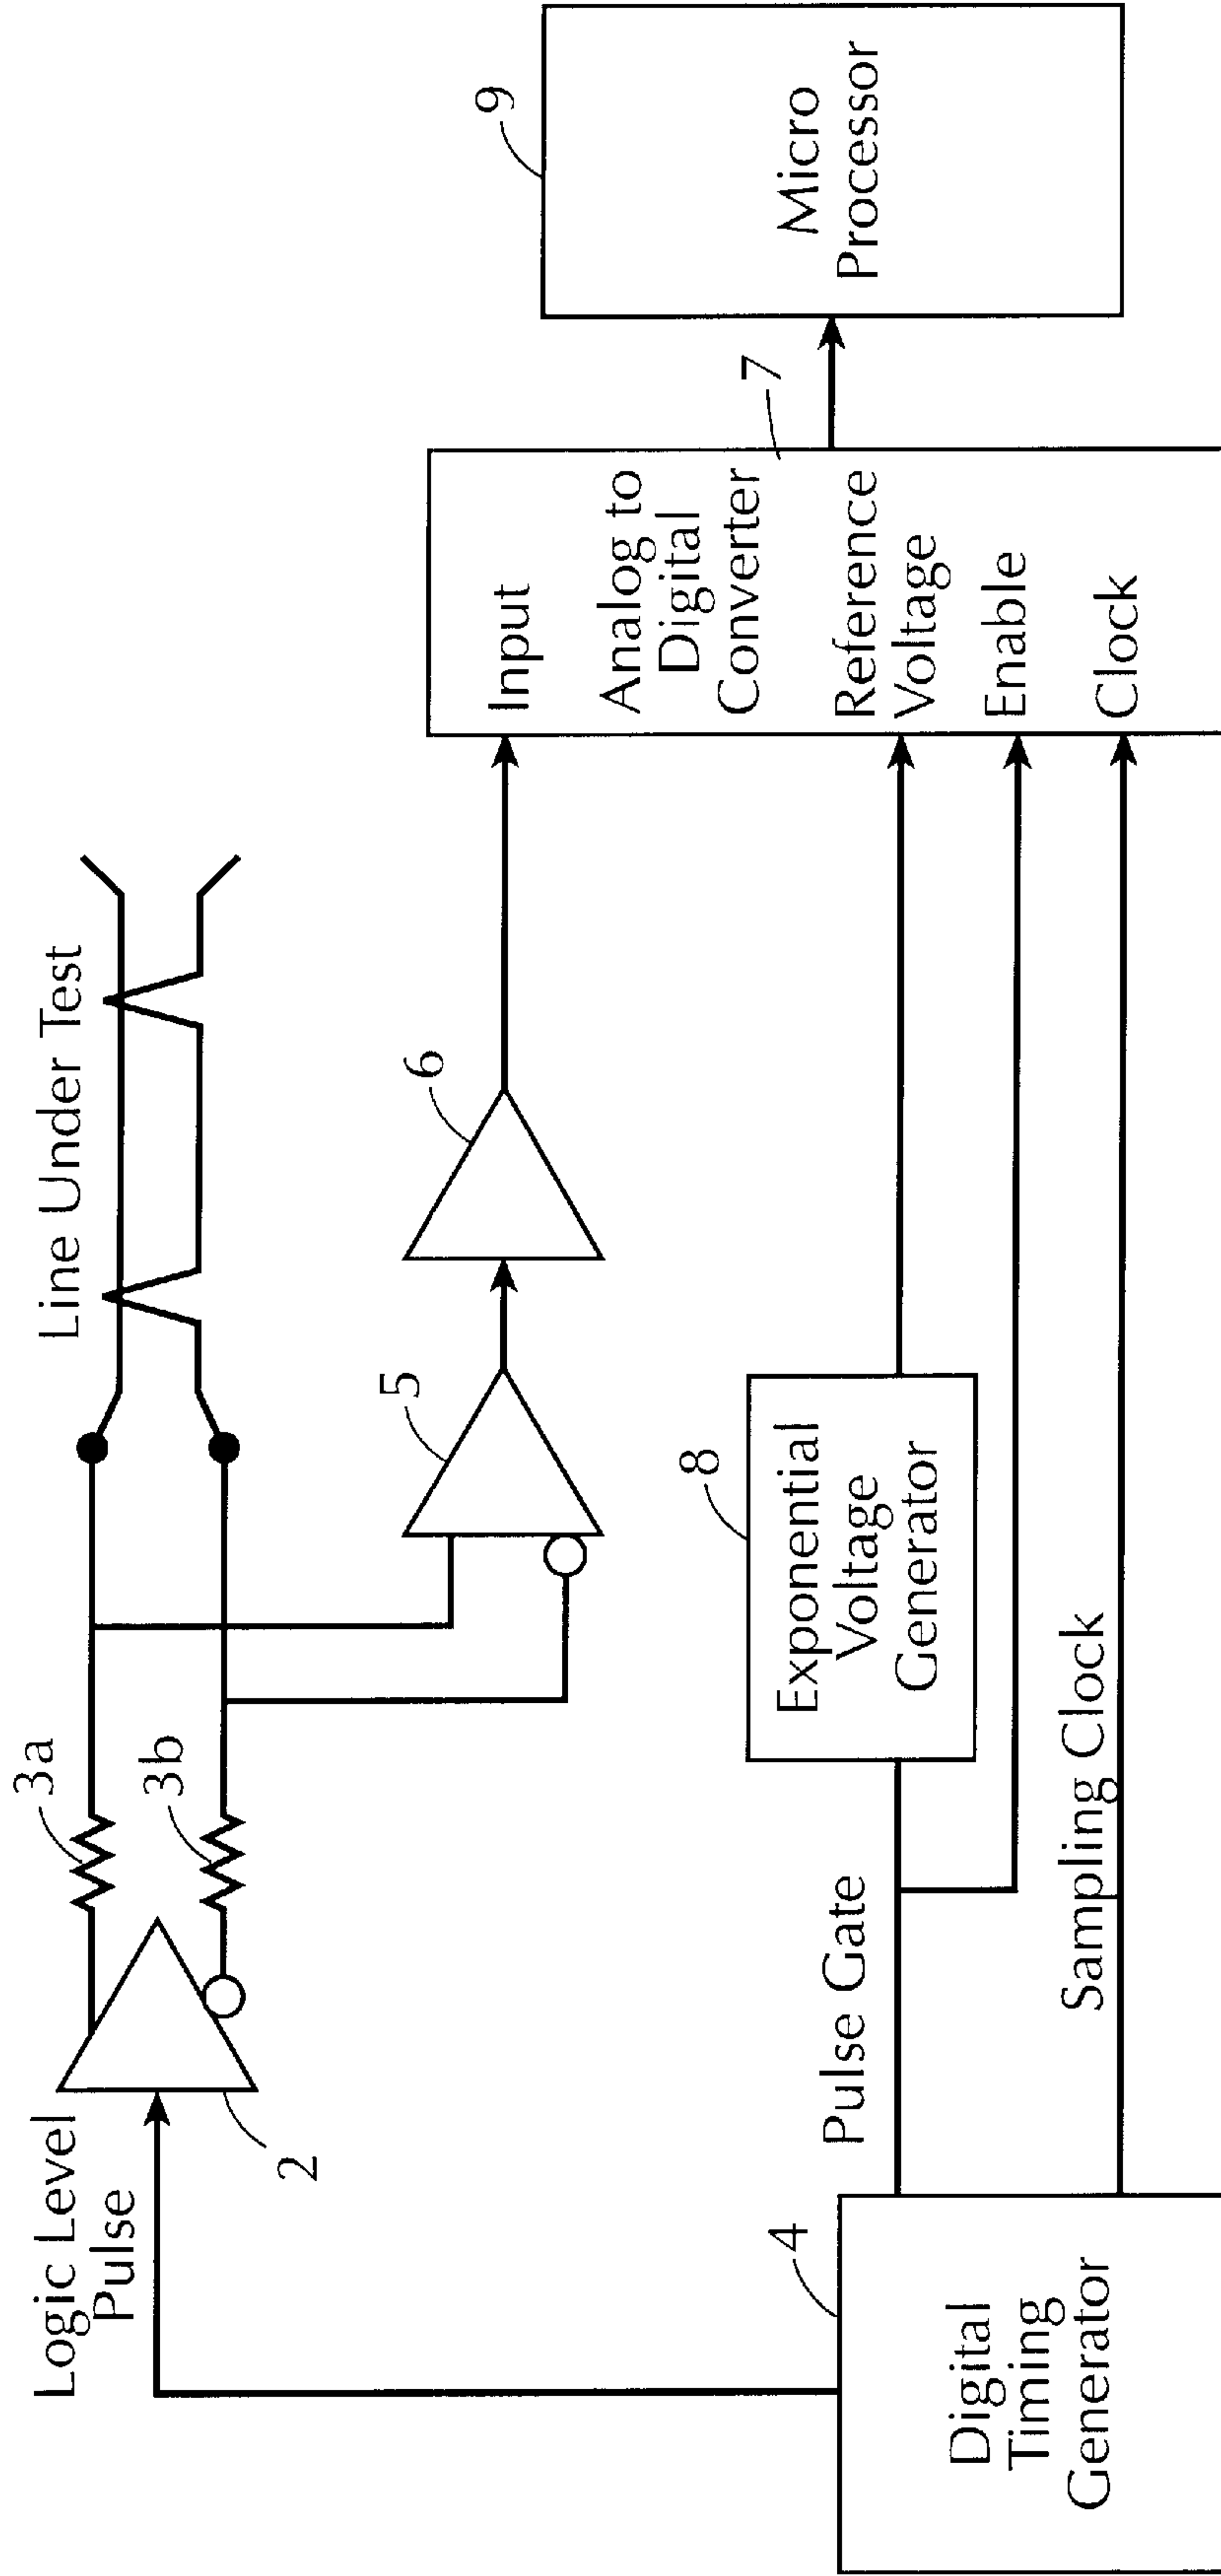 Logic Level
Pulse
2
3a
3b
Line Under Test
5
6
Digital
Timing
Generator
4
Pulse Gate
Sampling Clock
Exponential
Voltage
Generator
8
Input
Analog to
Digital
Converter
7
Reference
Voltage
Enable
Clock
Micro
Processor
9